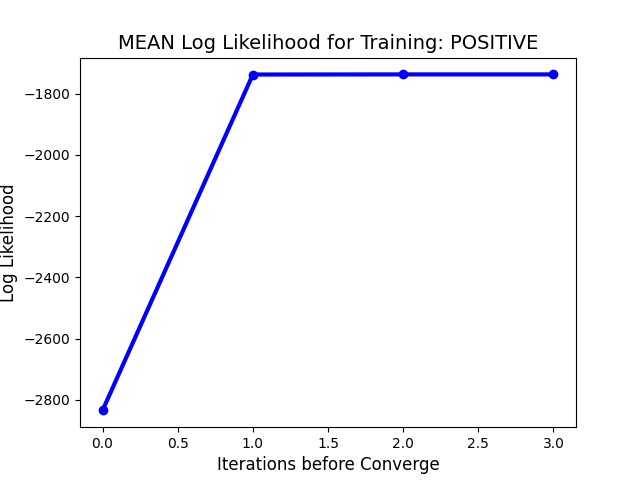 MEAN Log Likelihood for Training: POSITIVE
Log Likelihood
−1800
−2000
−2200
−2400
−2600
−2800
0.0 0.5 1.0 1.5 2.0 2.5 3.0
Iterations before Converge